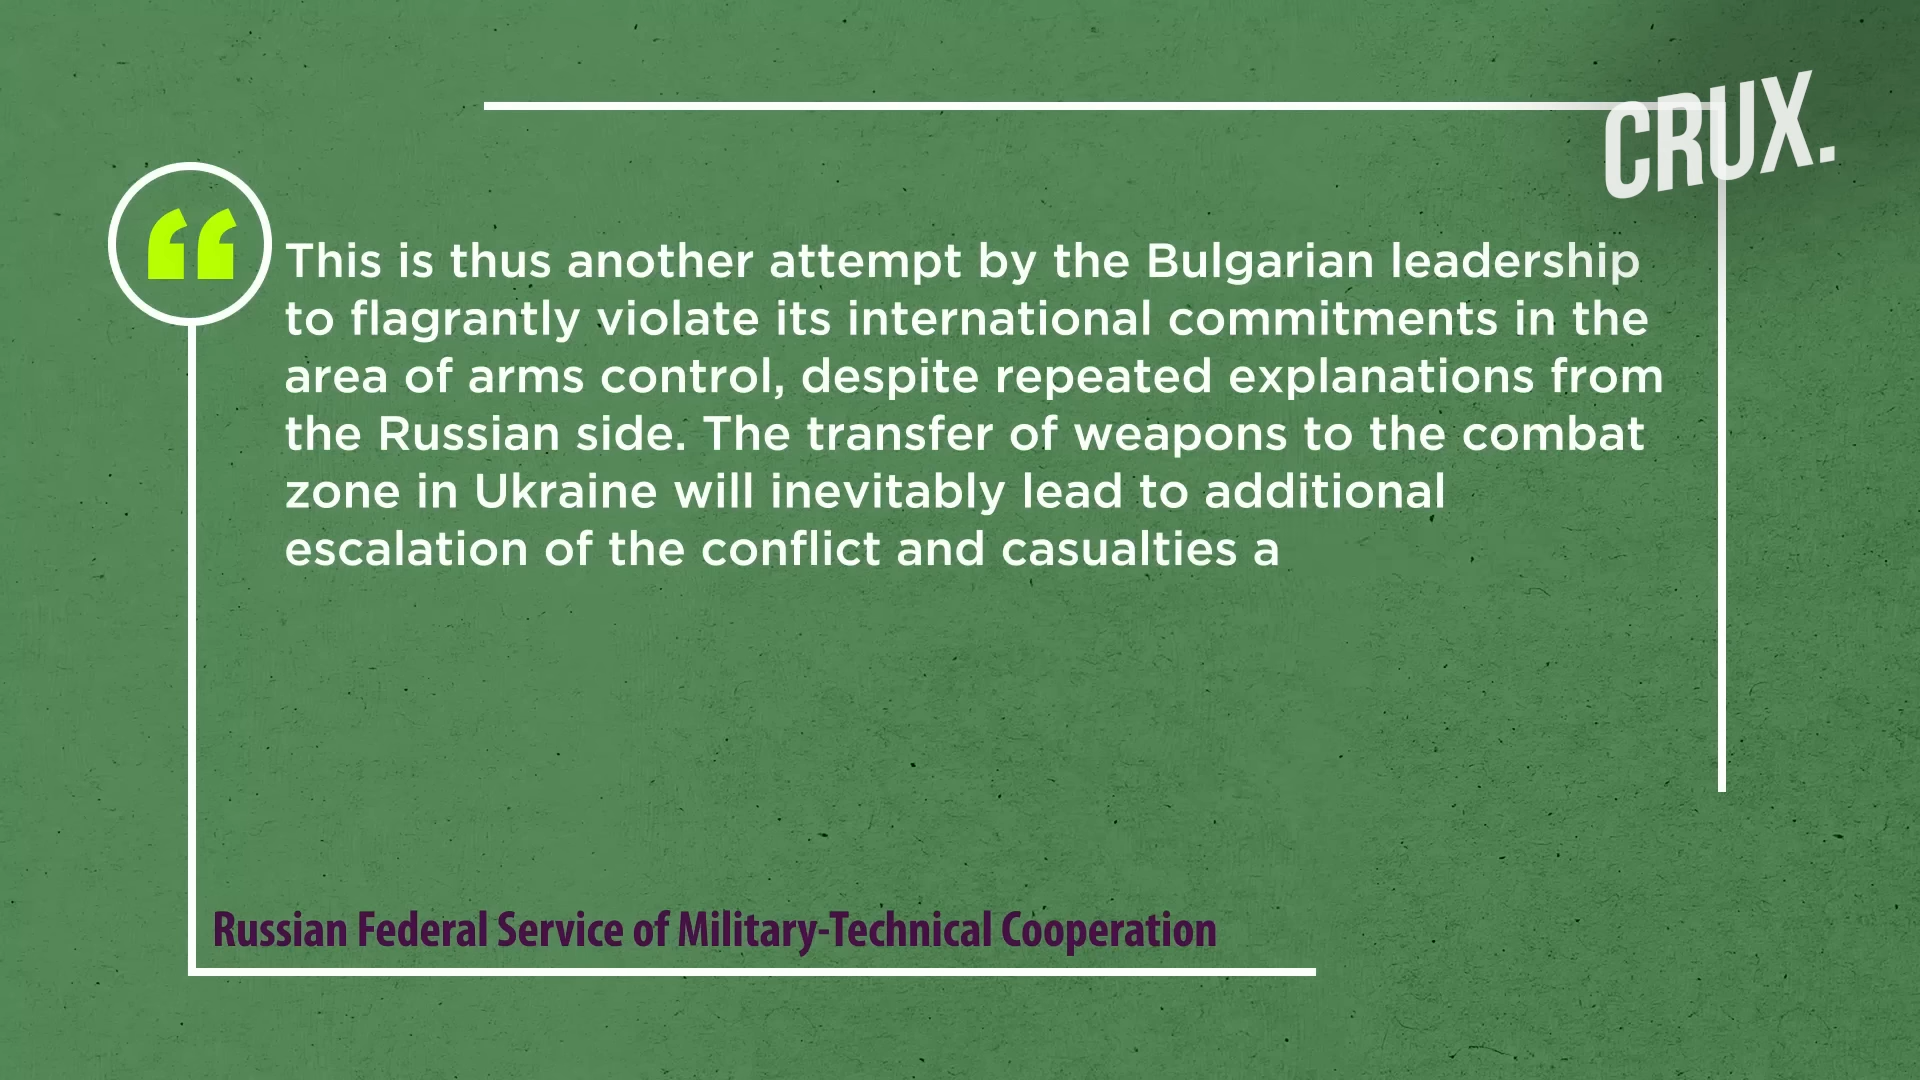 CRUX.
“
This is thus another attempt by the Bulgarian leadership
to flagrantly violate its international commitments in the
area of arms control, despite repeated explanations from
the Russian side. The transfer of weapons to the combat
zone in Ukraine will inevitably lead to additional
escalation of the conflict and casualties a
Russian Federal Service of Military-Technical Cooperation